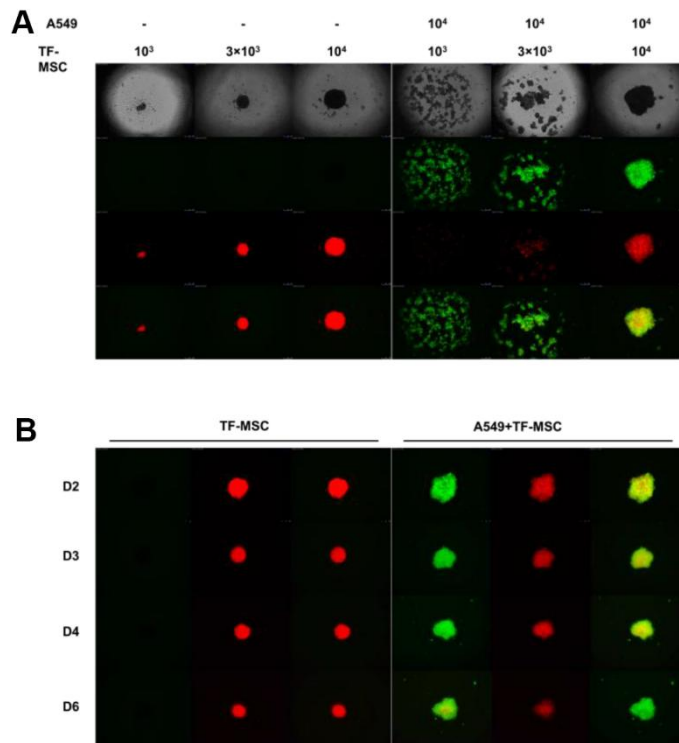 A
A549 - - - 10⁴ 10⁴ 10⁴
TF-MSC 10³ 3×10³ 10⁴ 10³ 3×10³ 10⁴
B
TF-MSC A549+TF-MSC
D2
D3
D4
D6